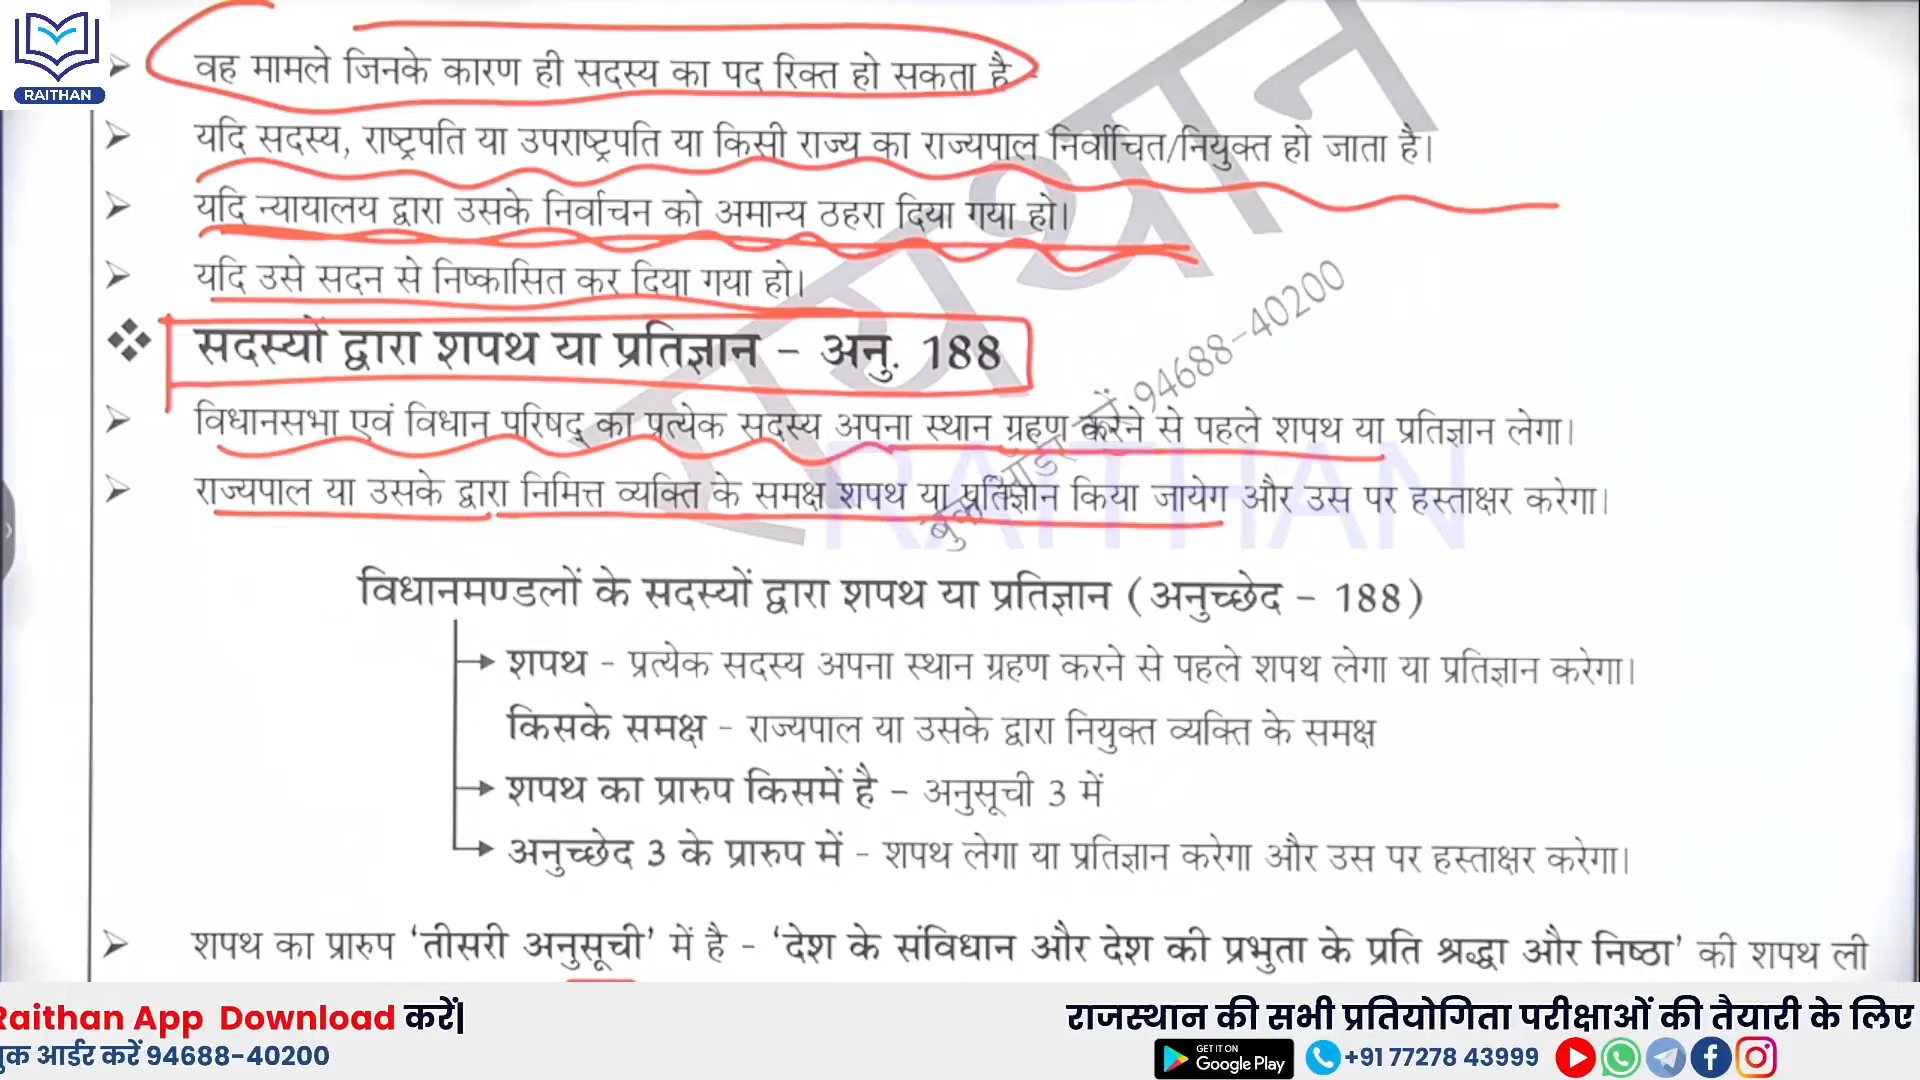 RAITHAN
वह मामले जिनके कारण ही सदस्य का पद रिक्त हो सकता है
यदि सदस्य, राष्ट्रपति या उपराष्ट्रपति या किसी राज्य का राज्यपाल निर्वाचित/नियुक्त हो जाता है।
यदि न्यायालय द्वारा उसके निर्वाचन को अमान्य ठहरा दिया गया हो।
यदि उसे सदन से निष्कासित कर दिया गया हो।
सदस्यों द्वारा शपथ या प्रतिज्ञान – अनु. 188
विधानसभा एवं विधान परिषद् का प्रत्येक सदस्य अपना स्थान ग्रहण करने से पहले शपथ या प्रतिज्ञान लेगा।
राज्यपाल या उसके द्वारा निमित्त व्यक्ति के समक्ष शपथ या प्रतिज्ञान किया जायेग और उस पर हस्ताक्षर करेगा।
राथथान
बुक ऑर्डर करें 94688-40200
RAITHAN
विधानमण्डलों के सदस्यों द्वारा शपथ या प्रतिज्ञान (अनुच्छेद – 188)
शपथ – प्रत्येक सदस्य अपना स्थान ग्रहण करने से पहले शपथ लेगा या प्रतिज्ञान करेगा।
किसके समक्ष – राज्यपाल या उसके द्वारा नियुक्त व्यक्ति के समक्ष
शपथ का प्रारुप किसमें है – अनुसूची 3 में
अनुच्छेद 3 के प्रारुप में – शपथ लेगा या प्रतिज्ञान करेगा और उस पर हस्ताक्षर करेगा।
शपथ का प्रारुप ‘तीसरी अनुसूची’ में है – ‘देश के संविधान और देश की प्रभुता के प्रति श्रद्धा और निष्ठा’ की शपथ ली
Raithan App Download करें|
बुक आर्डर करें 94688-40200
राजस्थान की सभी प्रतियोगिता परीक्षाओं की तैयारी के लिए
GET IT ON
Google Play
+91 77278 43999